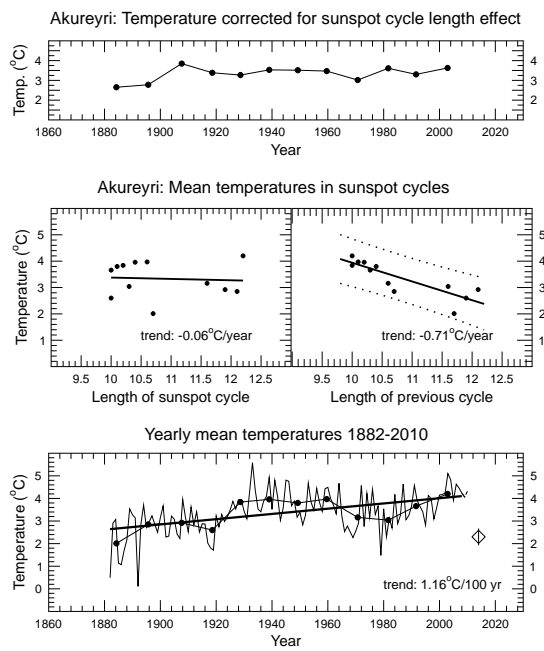 Akureyri: Temperature corrected for sunspot cycle length effect
Temp. (°C)
4
3
2
4
3
2
1860 1880 1900 1920 1940 1960 1980 2000 2020
Year
Akureyri: Mean temperatures in sunspot cycles
Temperature (°C)
5
4
3
2
1
5
4
3
2
1
trend: -0.06°C/year
trend: -0.71°C/year
9.5 10 10.5 11 11.5 12 12.5
9.5 10 10.5 11 11.5 12 12.5
Length of sunspot cycle
Length of previous cycle
Yearly mean temperatures 1882-2010
Temperature (°C)
5
4
3
2
1
0
5
4
3
2
1
0
trend: 1.16°C/100 yr
1860 1880 1900 1920 1940 1960 1980 2000 2020
Year